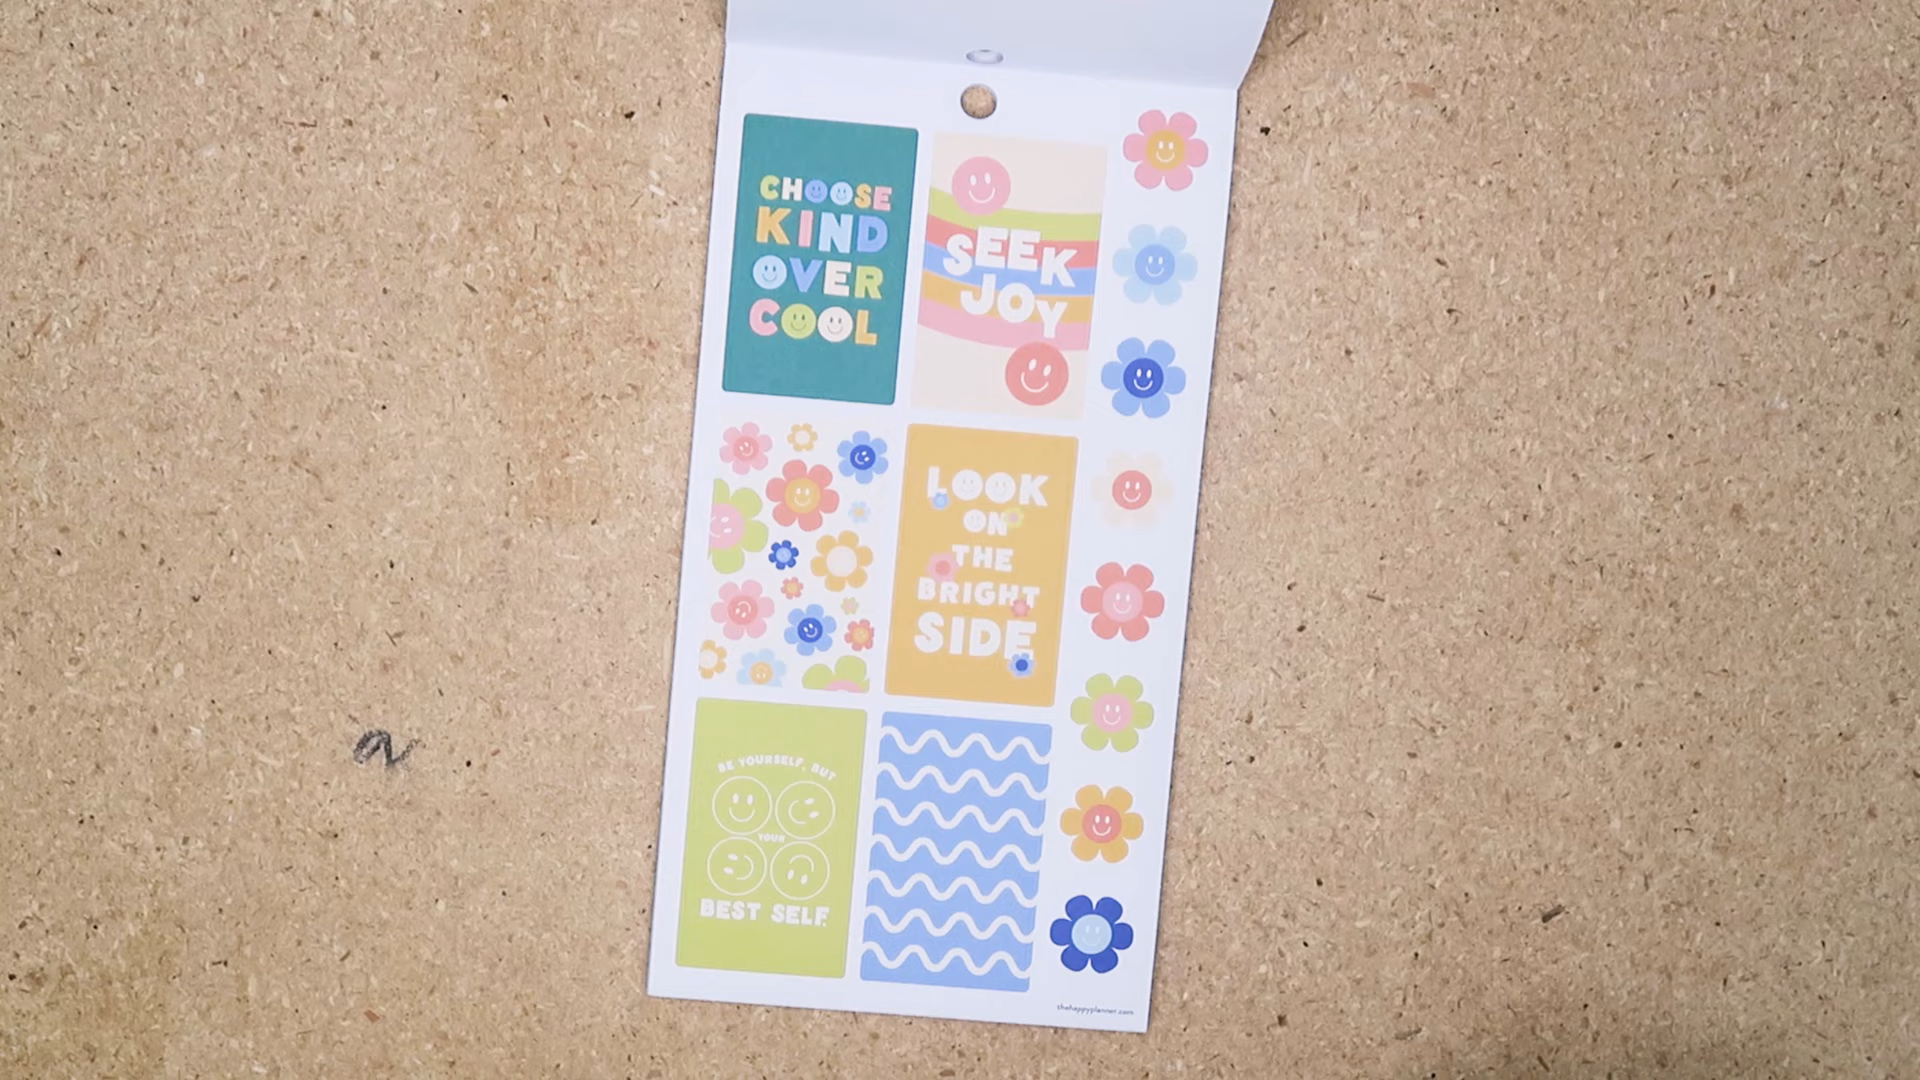 CHOOSE
KIND
OVER
COOL
SEEK
JOY
LOOK
ON
THE
BRIGHT
SIDE
BE YOURSELF, BUT
YOUR
BEST SELF.
thehappyplanner.com
a